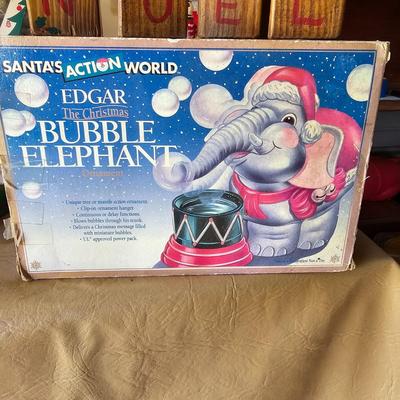 N O E L
SANTA'S ACTION WORLD
EDGAR
The Christmas
BUBBLE
ELEPHANT
Ornament
• Unique tree or mantle action ornament.
• Clip-on ornament hanger.
• Continuous or delay functions.
• Blows bubbles through his trunk.
• Delivers a Christmas message filled
with miniature bubbles.
• "UL" approved power pack.